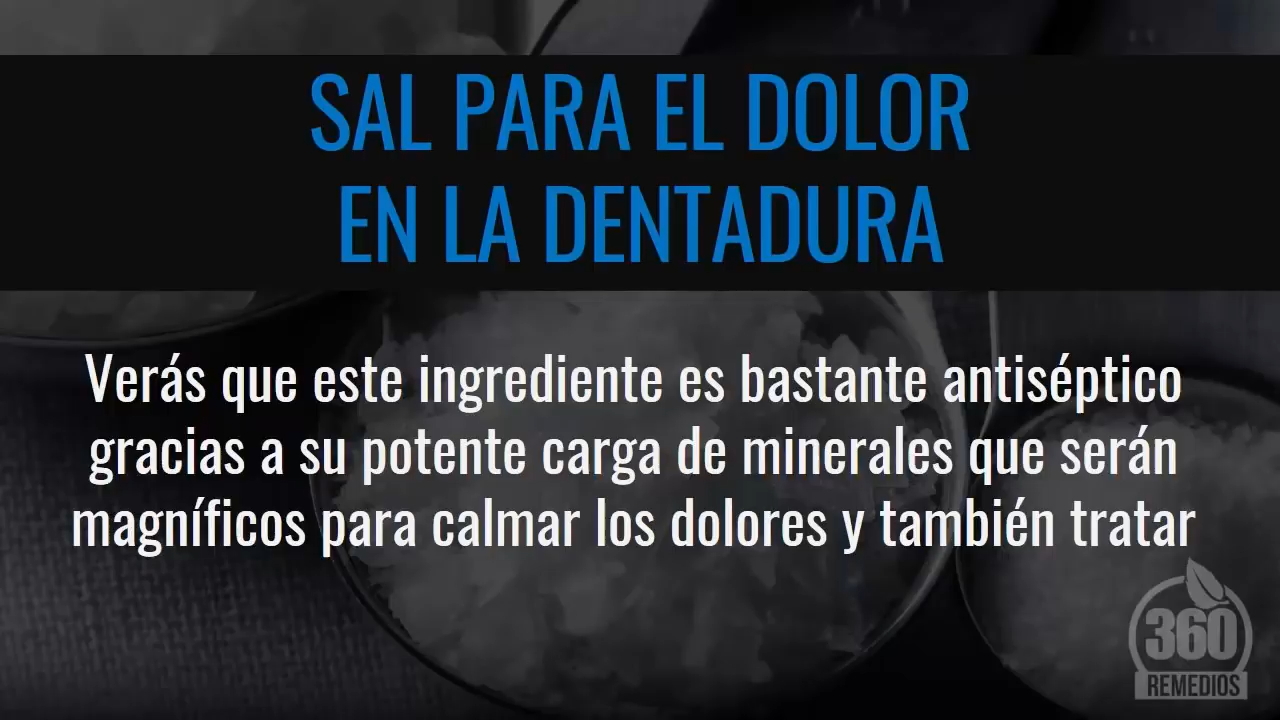 SAL PARA EL DOLOR
EN LA DENTADURA
Verás que este ingrediente es bastante antiséptico
gracias a su potente carga de minerales que serán
magníficos para calmar los dolores y también tratar
360
REMEDIOS